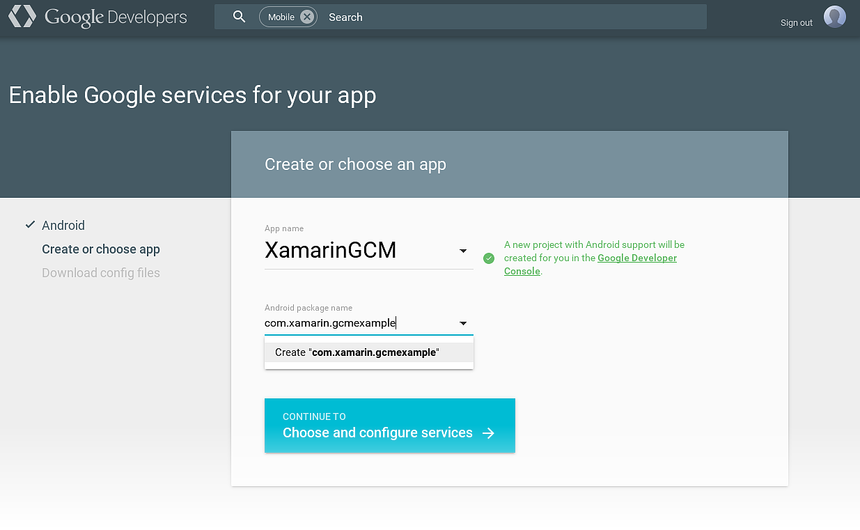 Google Developers
Mobile
Search
Sign out
Enable Google services for your app
Create or choose an app
Android
Create or choose app
Download config files
App name
XamarinGCM
A new project with Android support will be
created for you in the Google Developer
Console.
Android package name
com.xamarin.gcmexample
Create "com.xamarin.gcmexample"
CONTINUE TO
Choose and configure services